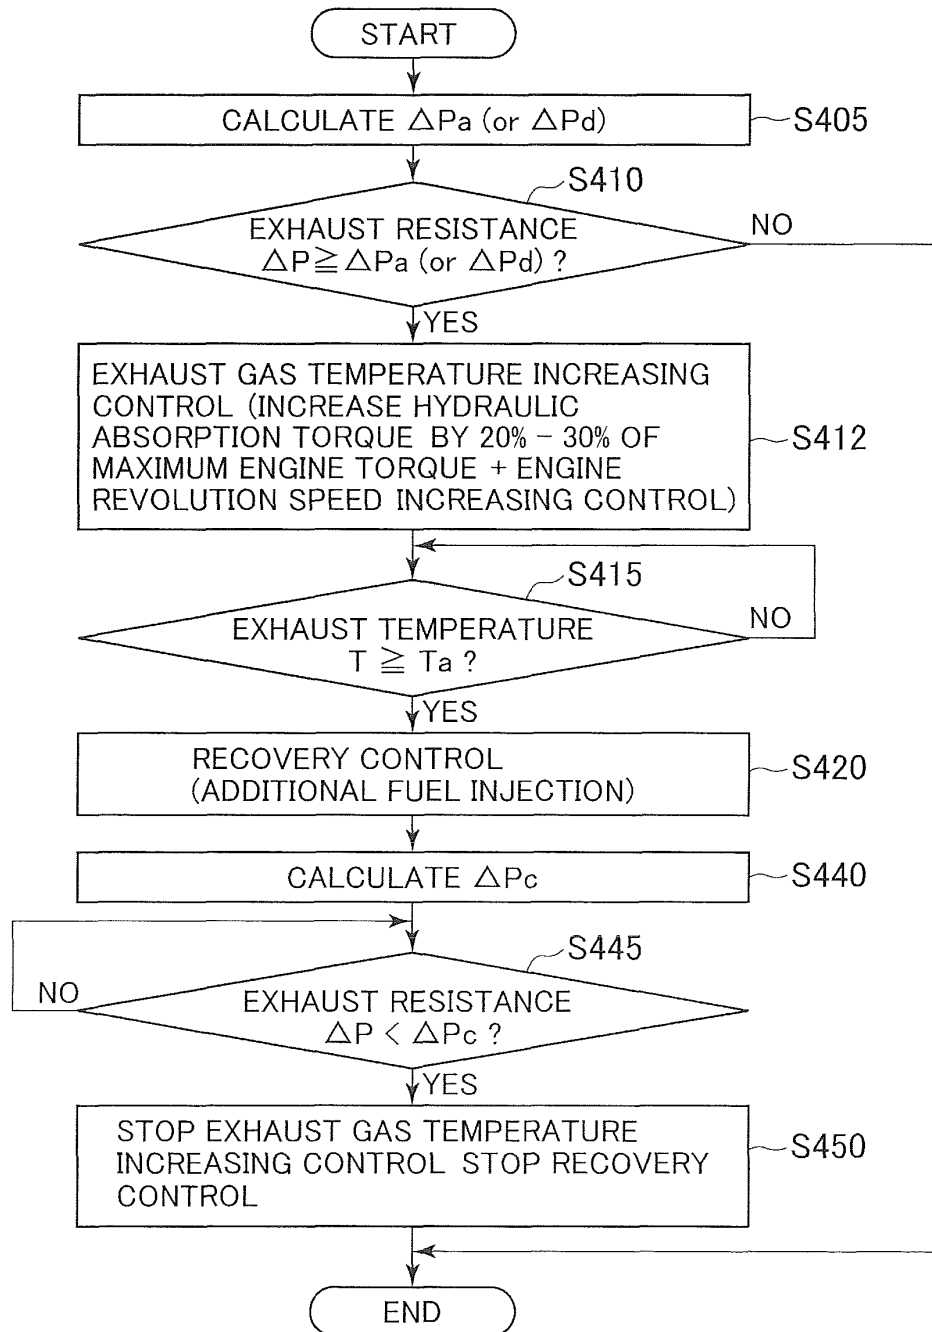 START
CALCULATE △Pa (or △Pd)
S405
S410
EXHAUST RESISTANCE
△P≧△Pa (or △Pd) ?
NO
YES
EXHAUST GAS TEMPERATURE INCREASING
CONTROL (INCREASE HYDRAULIC
ABSORPTION TORQUE BY 20% - 30% OF
MAXIMUM ENGINE TORQUE + ENGINE
REVOLUTION SPEED INCREASING CONTROL)
S412
S415
EXHAUST TEMPERATURE
T ≧ Ta ?
NO
YES
RECOVERY CONTROL
(ADDITIONAL FUEL INJECTION)
S420
CALCULATE △Pc
S440
S445
NO
EXHAUST RESISTANCE
△P < △Pc ?
YES
STOP EXHAUST GAS TEMPERATURE
INCREASING CONTROL STOP RECOVERY
CONTROL
S450
END